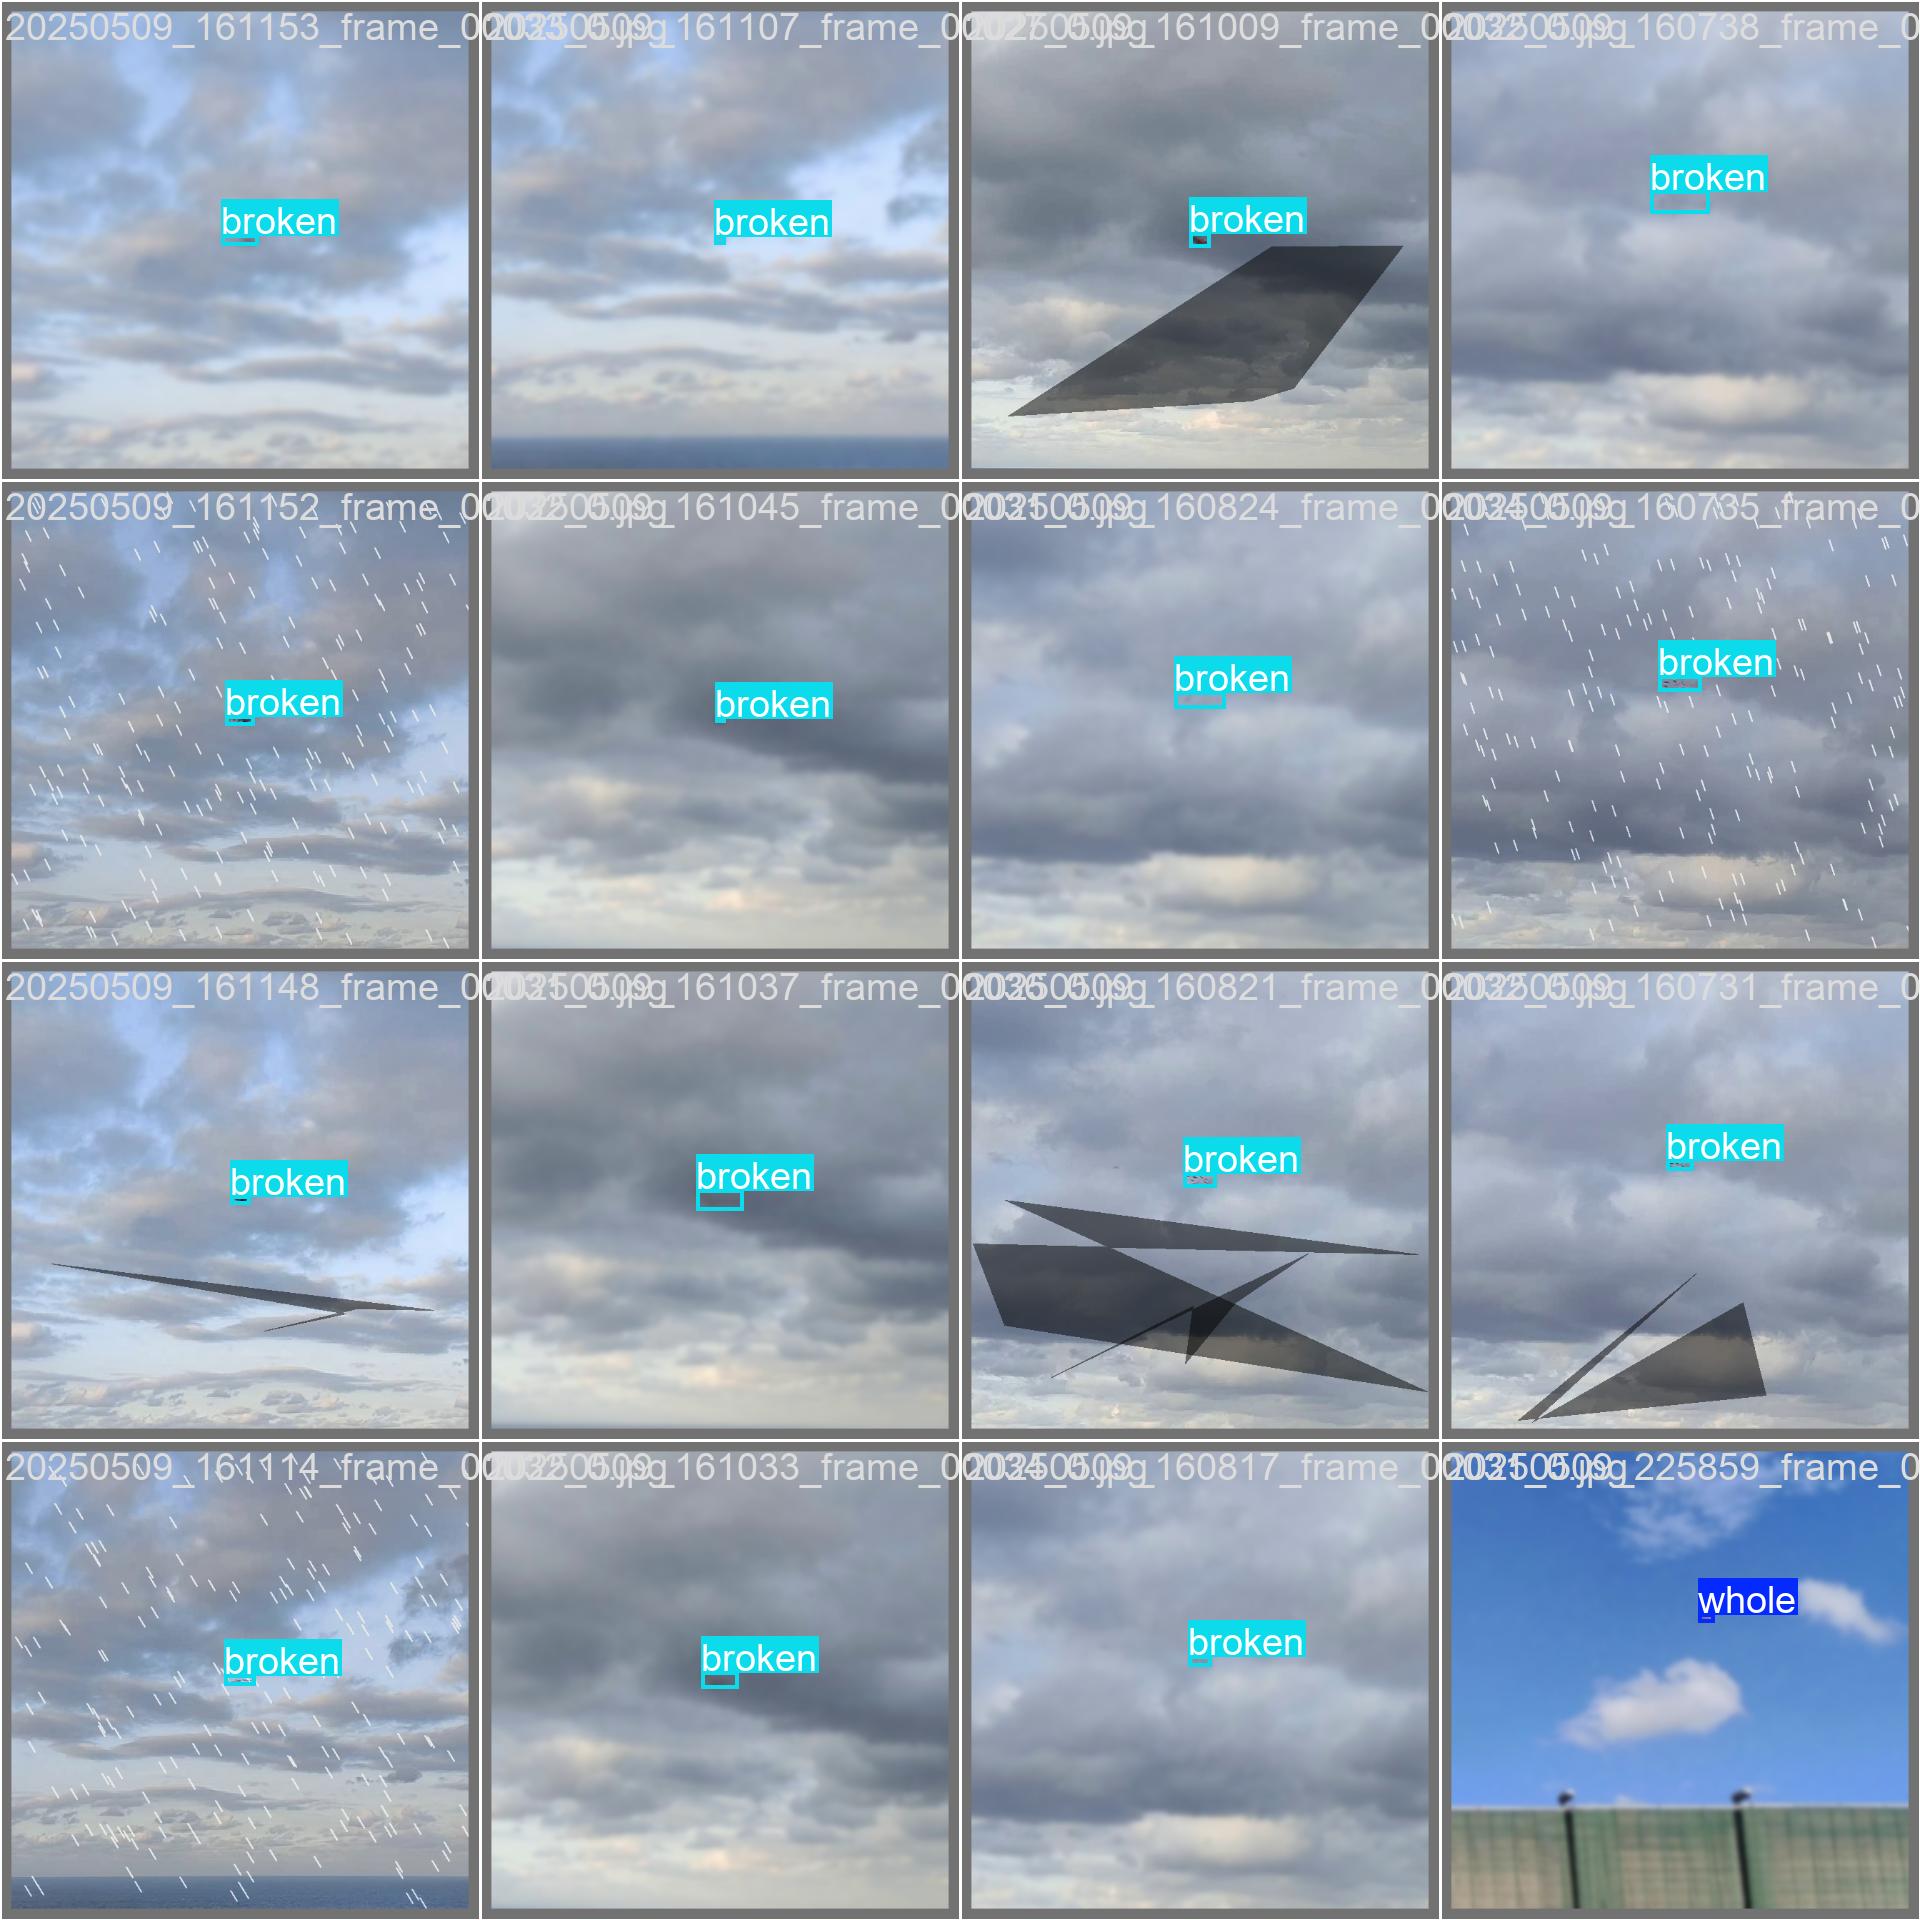 20250509_161153_frame_0
161107_frame_0
161009_frame_0
160738_frame_0
broken
broken
broken
broken
20250509_161152_frame_0
161045_frame_0
160824_frame_0
160735_frame_0
broken
broken
broken
broken
20250509_161148_frame_0
161037_frame_0
160821_frame_0
160731_frame_0
broken
broken
broken
broken
20250509_161114_frame_0
161033_frame_0
160817_frame_0
225859_frame_0
broken
broken
broken
whole